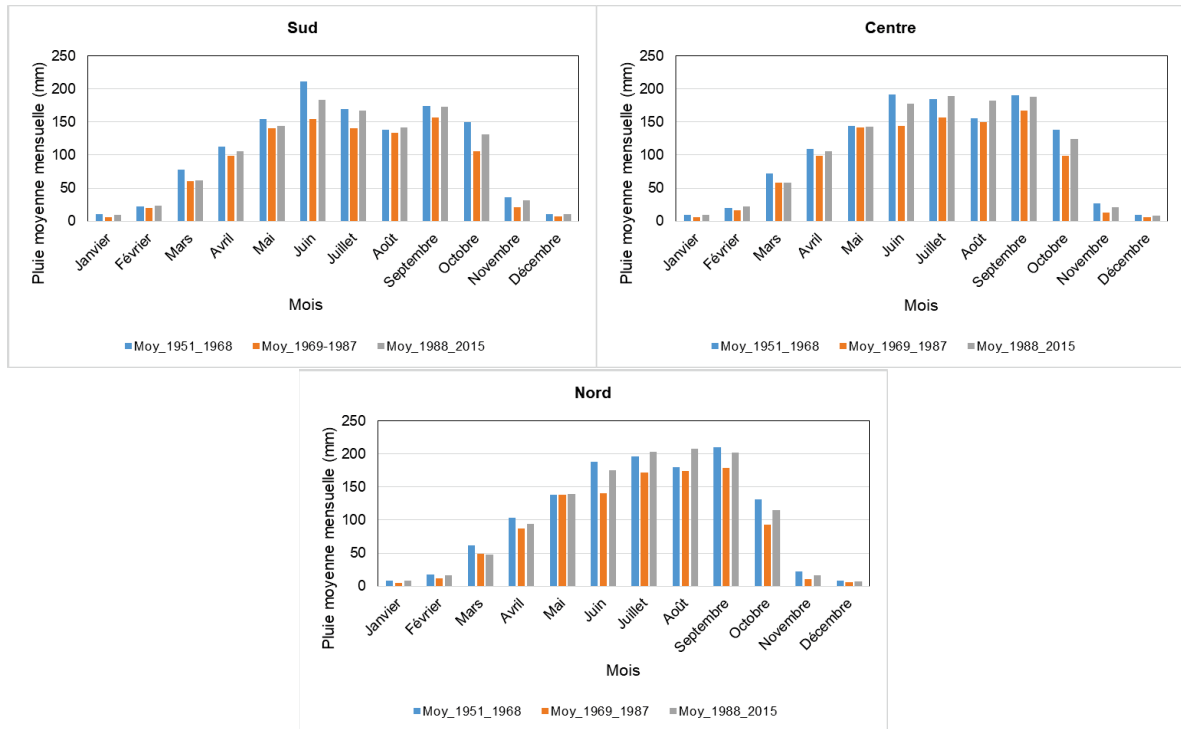 Sud
Pluie moyenne mensuelle (mm)
250
200
150
100
50
0
Janvier
Février
Mars
Avril
Mai
Juin
Juillet
Août
Septembre
Octobre
Novembre
Décembre
Mois
Moy_1951_1968 Moy_1969-1987 Moy_1988_2015
Centre
Pluie moyenne mensuelle (mm)
250
200
150
100
50
0
Janvier
Février
Mars
Avril
Mai
Juin
Juillet
Août
Septembre
Octobre
Novembre
Décembre
Mois
Moy_1951_1968 Moy_1969_1987 Moy_1988_2015
Nord
Pluie moyenne mensuelle (mm)
250
200
150
100
50
0
Janvier
Février
Mars
Avril
Mai
Juin
Juillet
Août
Septembre
Octobre
Novembre
Décembre
Mois
Moy_1951_1968 Moy_1969_1987 Moy_1988_2015